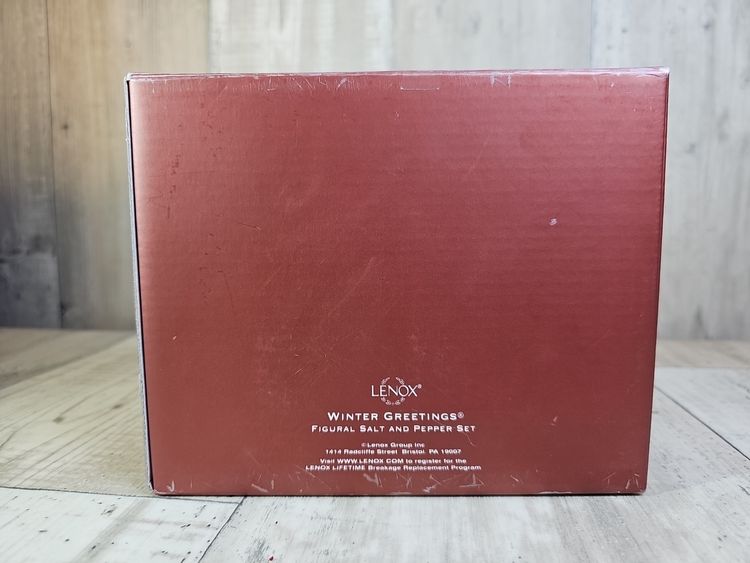 LENOX®
WINTER GREETINGS®
FIGURAL SALT AND PEPPER SET
©Lenox Group Inc
1414 Radcliffe Street Bristol, PA 19007
Visit WWW.LENOX.COM to register for the
LENOX LIFETIME Breakage Replacement Program